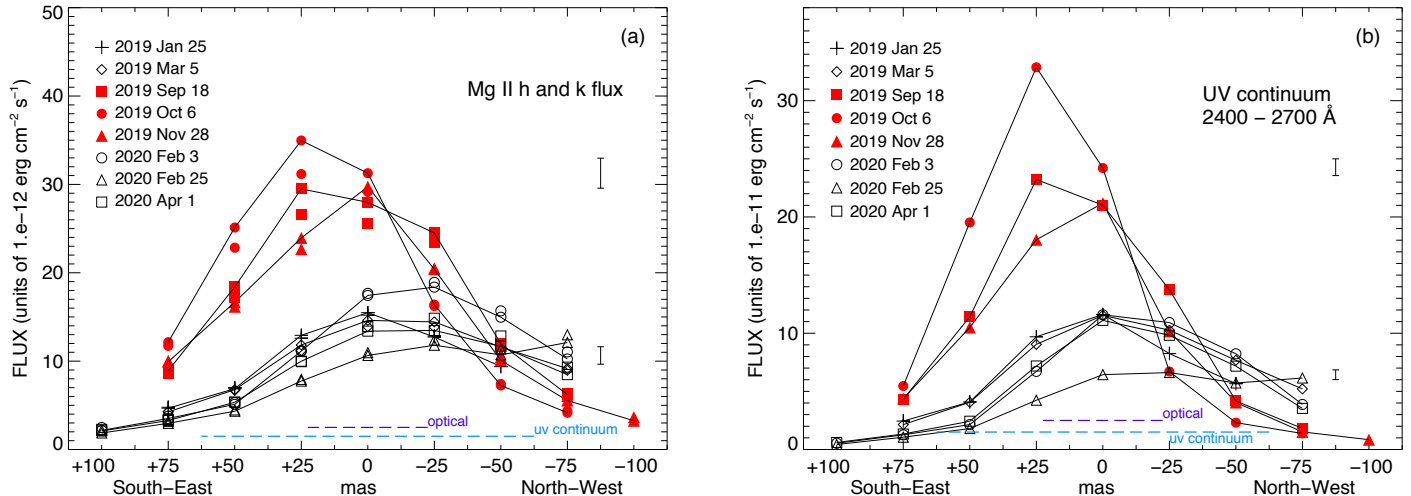 (a)
50
40
30
20
10
0
FLUX (units of 1.e−12 erg cm−2 s−1)
2019 Jan 25
2019 Mar 5
2019 Sep 18
2019 Oct 6
2019 Nov 28
2020 Feb 3
2020 Feb 25
2020 Apr 1
Mg II h and k flux
optical
uv continuum
+100 +75 +50 +25 0 −25 −50 −75 −100
South−East mas North−West
(b)
30
20
10
0
FLUX (units of 1.e−11 erg cm−2 s−1)
2019 Jan 25
2019 Mar 5
2019 Sep 18
2019 Oct 6
2019 Nov 28
2020 Feb 3
2020 Feb 25
2020 Apr 1
UV continuum
2400 − 2700 Å
optical
uv continuum
+100 +75 +50 +25 0 −25 −50 −75 −100
South−East mas North−West